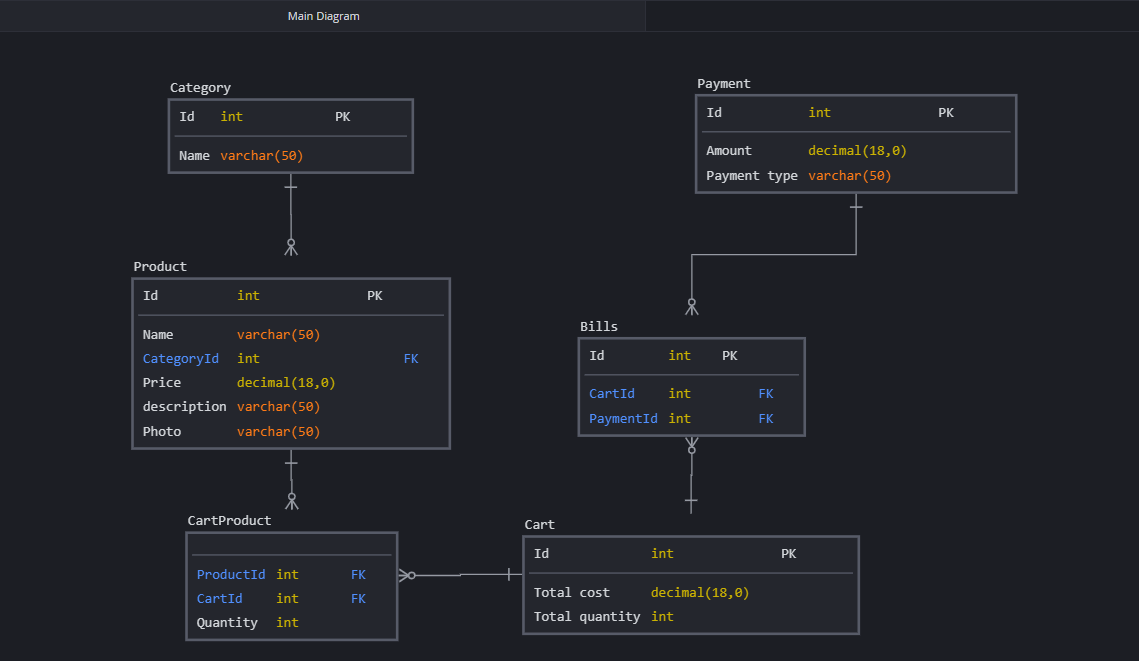 Main Diagram
Category
Id int PK
Name varchar(50)
Payment
Id int PK
Amount decimal(18,0)
Payment type varchar(50)
Product
Id int PK
Name varchar(50)
CategoryId int FK
Price decimal(18,0)
description varchar(50)
Photo varchar(50)
Bills
Id int PK
CartId int FK
PaymentId int FK
CartProduct
ProductId int FK
CartId int FK
Quantity int
Cart
Id int PK
Total cost decimal(18,0)
Total quantity int